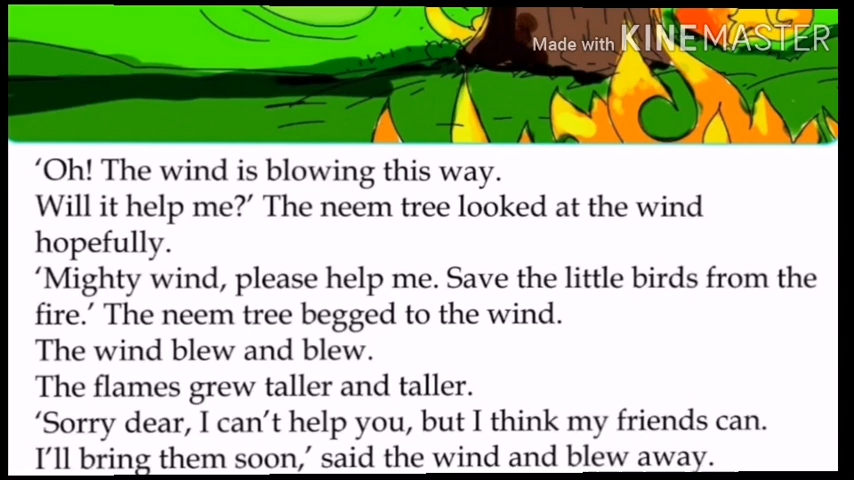 Made with KINEMASTER
‘Oh! The wind is blowing this way.
Will it help me?’ The neem tree looked at the wind
hopefully.
‘Mighty wind, please help me. Save the little birds from the
fire.’ The neem tree begged to the wind.
The wind blew and blew.
The flames grew taller and taller.
‘Sorry dear, I can’t help you, but I think my friends can.
I’ll bring them soon,’ said the wind and blew away.